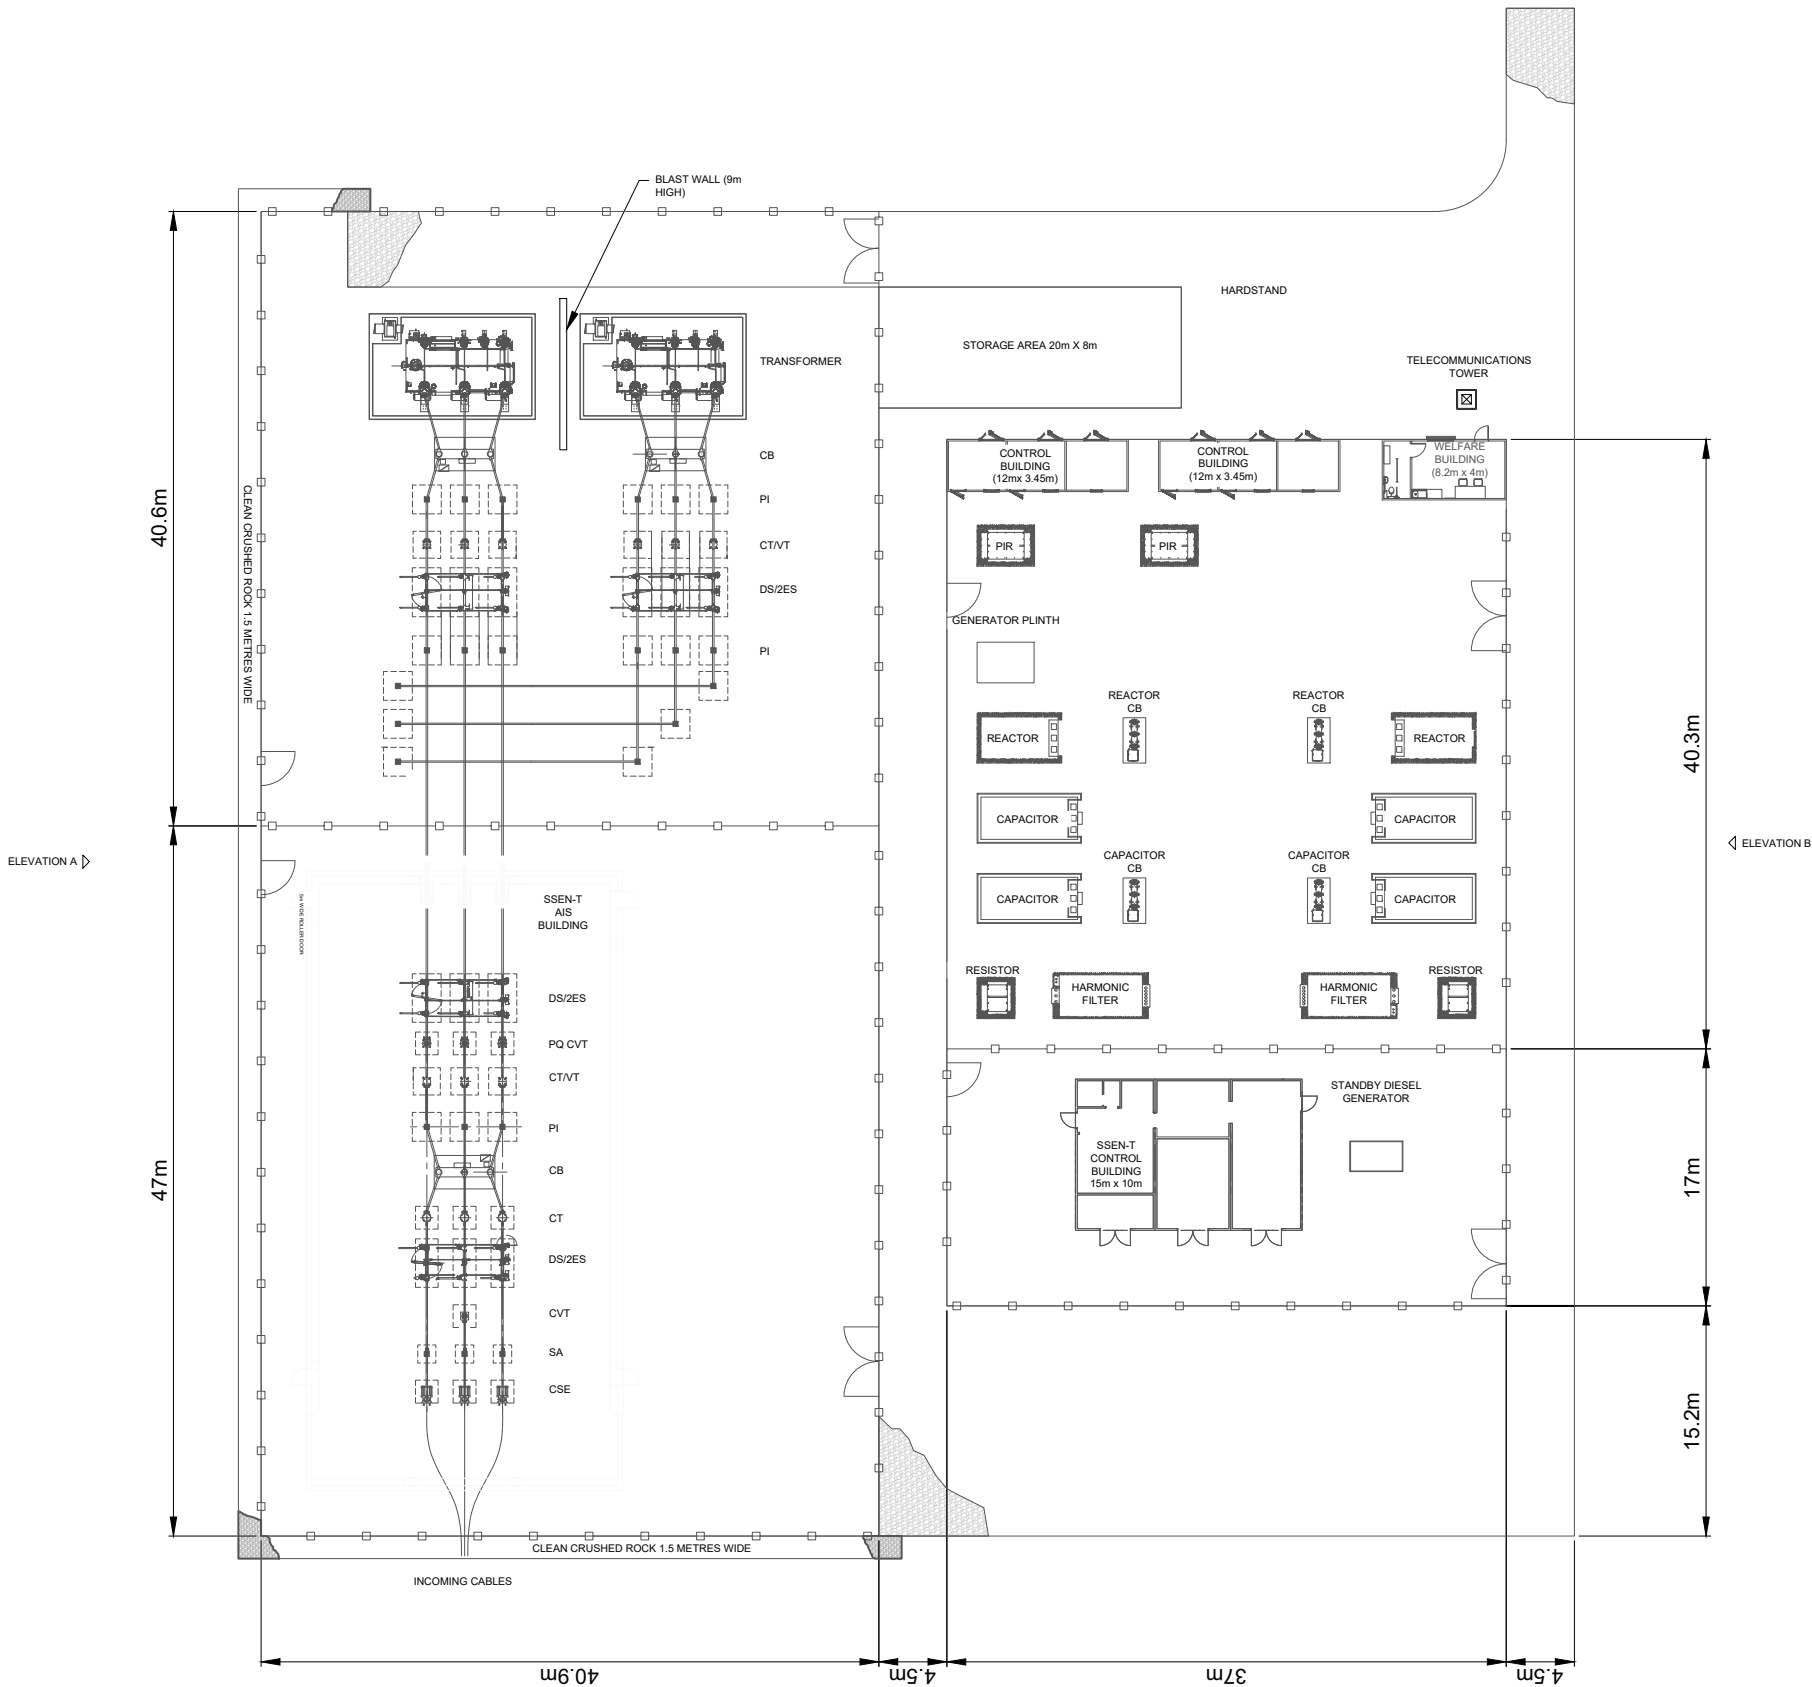 BLAST WALL (9m
HIGH)
HARDSTAND
STORAGE AREA 20m X 8m
TELECOMMUNICATIONS
TOWER
TRANSFORMER
CB
PI
CT/VT
DS/2ES
PI
40.6m
CLEAN CRUSHED ROCK 1.5 METRES WIDE
CONTROL
BUILDING
(12mx 3.45m)
CONTROL
BUILDING
(12m x 3.45m)
WELFARE
BUILDING
(8.2m x 4m)
PIR
PIR
GENERATOR PLINTH
REACTOR
CB
REACTOR
CB
REACTOR
REACTOR
40.3m
CAPACITOR
CAPACITOR
CAPACITOR
CB
CAPACITOR
CB
CAPACITOR
CAPACITOR
RESISTOR
HARMONIC
FILTER
HARMONIC
FILTER
RESISTOR
ELEVATION A
ELEVATION B
5m WIDE ROLLER DOOR
SSEN-T
AIS
BUILDING
DS/2ES
PQ CVT
CT/VT
PI
CB
CT
DS/2ES
CVT
SA
CSE
47m
STANDBY DIESEL
GENERATOR
SSEN-T
CONTROL
BUILDING
15m x 10m
17m
15.2m
CLEAN CRUSHED ROCK 1.5 METRES WIDE
INCOMING CABLES
40.9m
4.5m
37m
4.5m